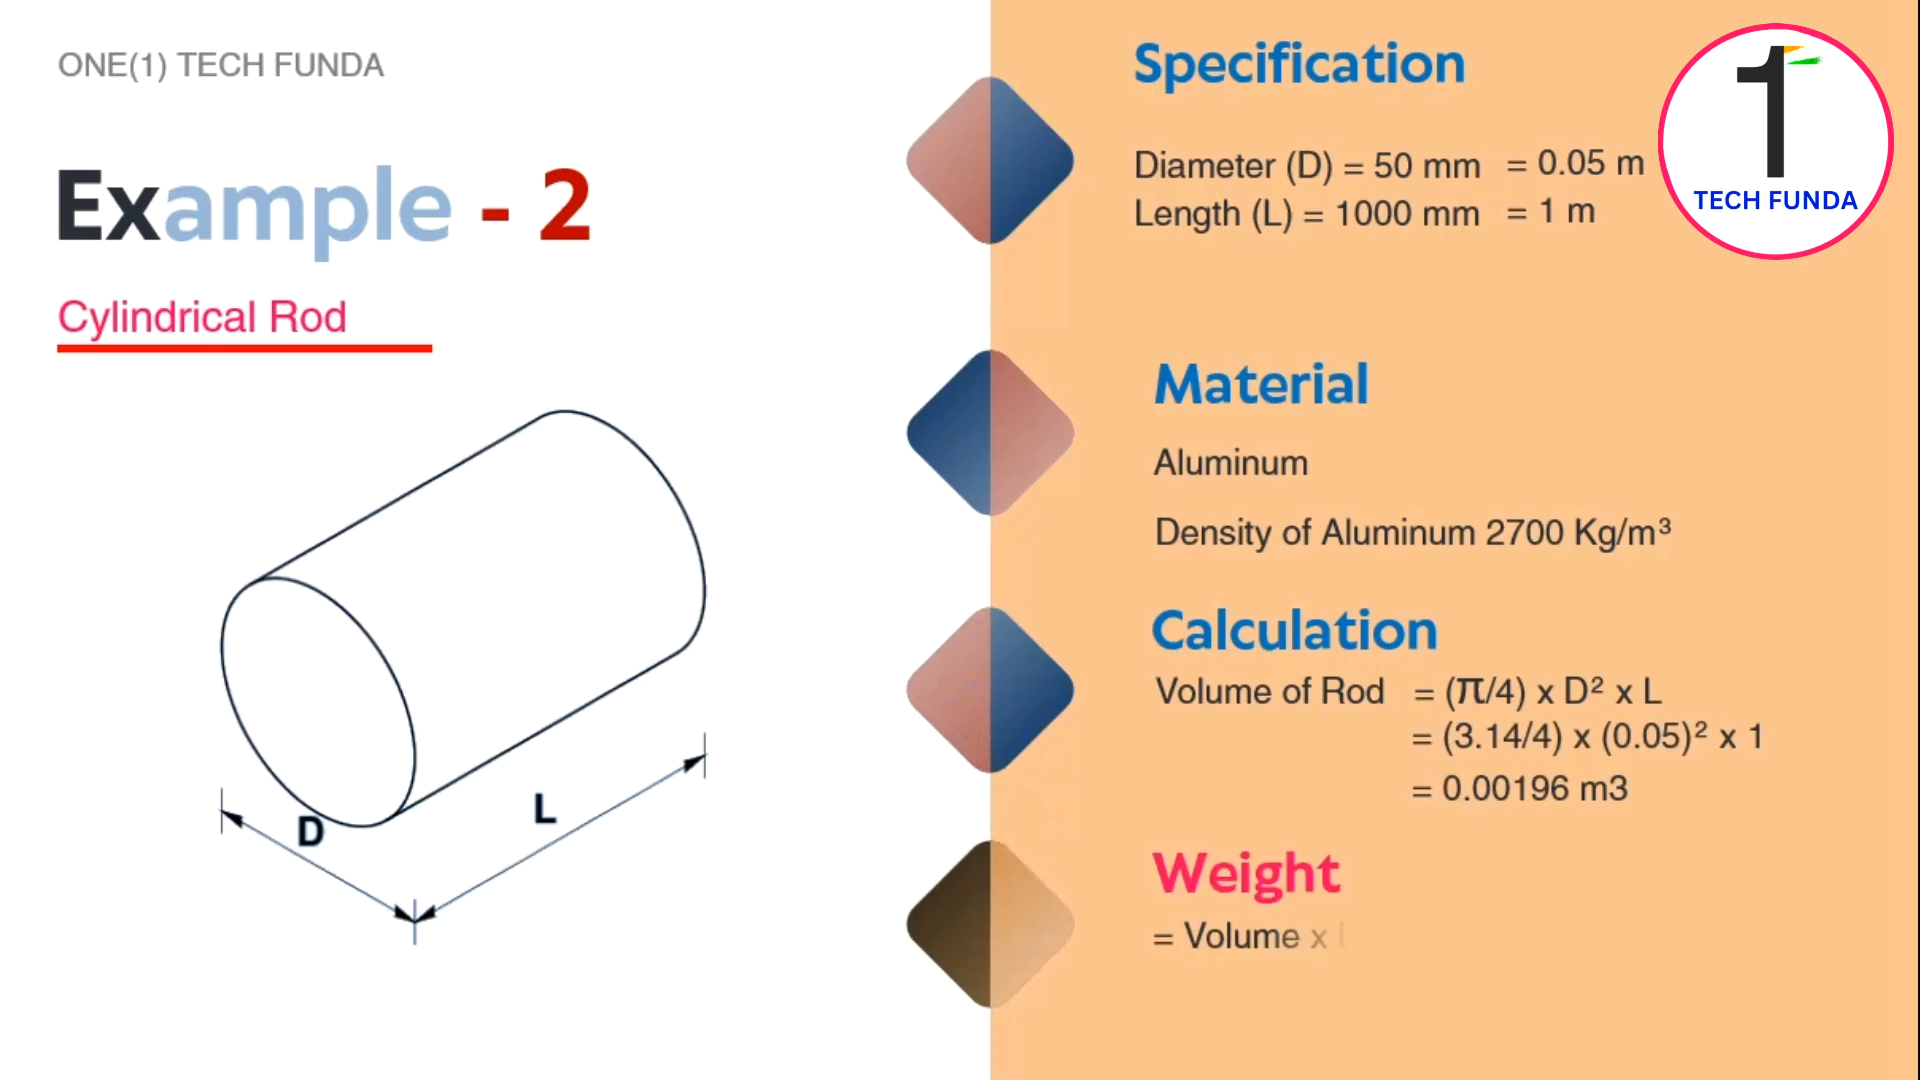 ONE(1) TECH FUNDA
Example - 2
Cylindrical Rod
D
L
Specification
Diameter (D) = 50 mm = 0.05 m
Length (L) = 1000 mm = 1 m
1
TECH FUNDA
Material
Aluminum
Density of Aluminum 2700 Kg/m³
Calculation
Volume of Rod = (π/4) x D² x L
= (3.14/4) x (0.05)² x 1
= 0.00196 m3
Weight
= Volume x